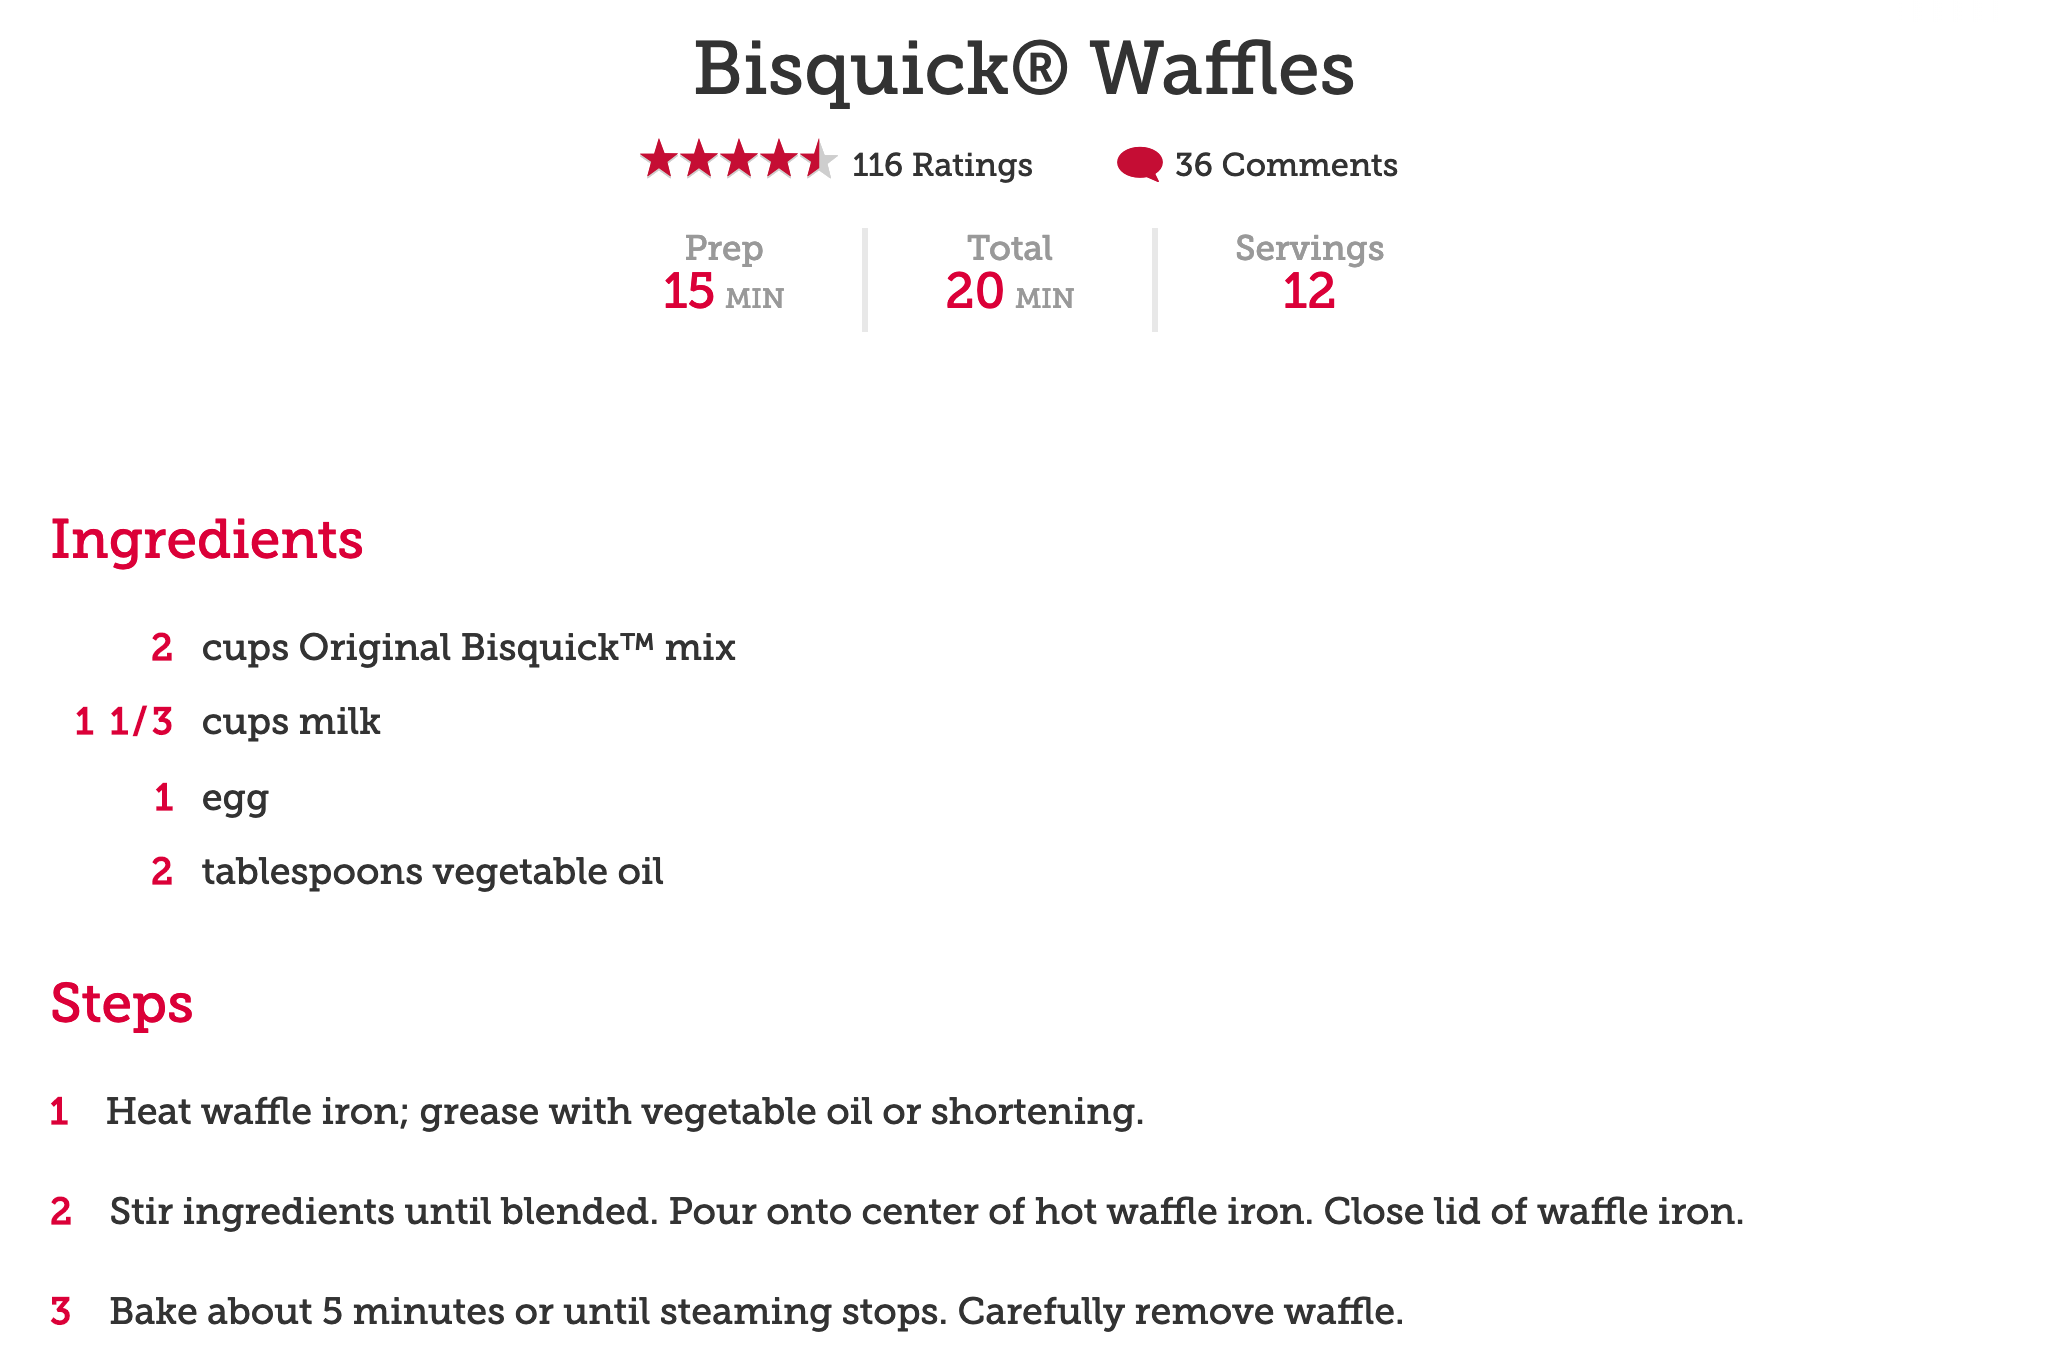 Bisquick® Waffles
116 Ratings 36 Comments
Prep Total Servings
15 MIN 20 MIN 12
Ingredients
2 cups Original Bisquick™ mix
1 1/3 cups milk
1 egg
2 tablespoons vegetable oil
Steps
1 Heat waffle iron; grease with vegetable oil or shortening.
2 Stir ingredients until blended. Pour onto center of hot waffle iron. Close lid of waffle iron.
3 Bake about 5 minutes or until steaming stops. Carefully remove waffle.